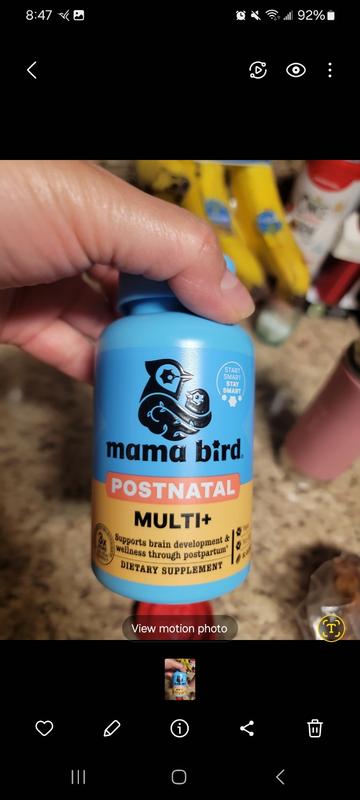 8:47
92%
START
SMART
STAY
SMART
mama bird
POSTNATAL
MULTI+
3x
Supports brain development &
wellness through postpartum*
DIETARY SUPPLEMENT
View motion photo
T